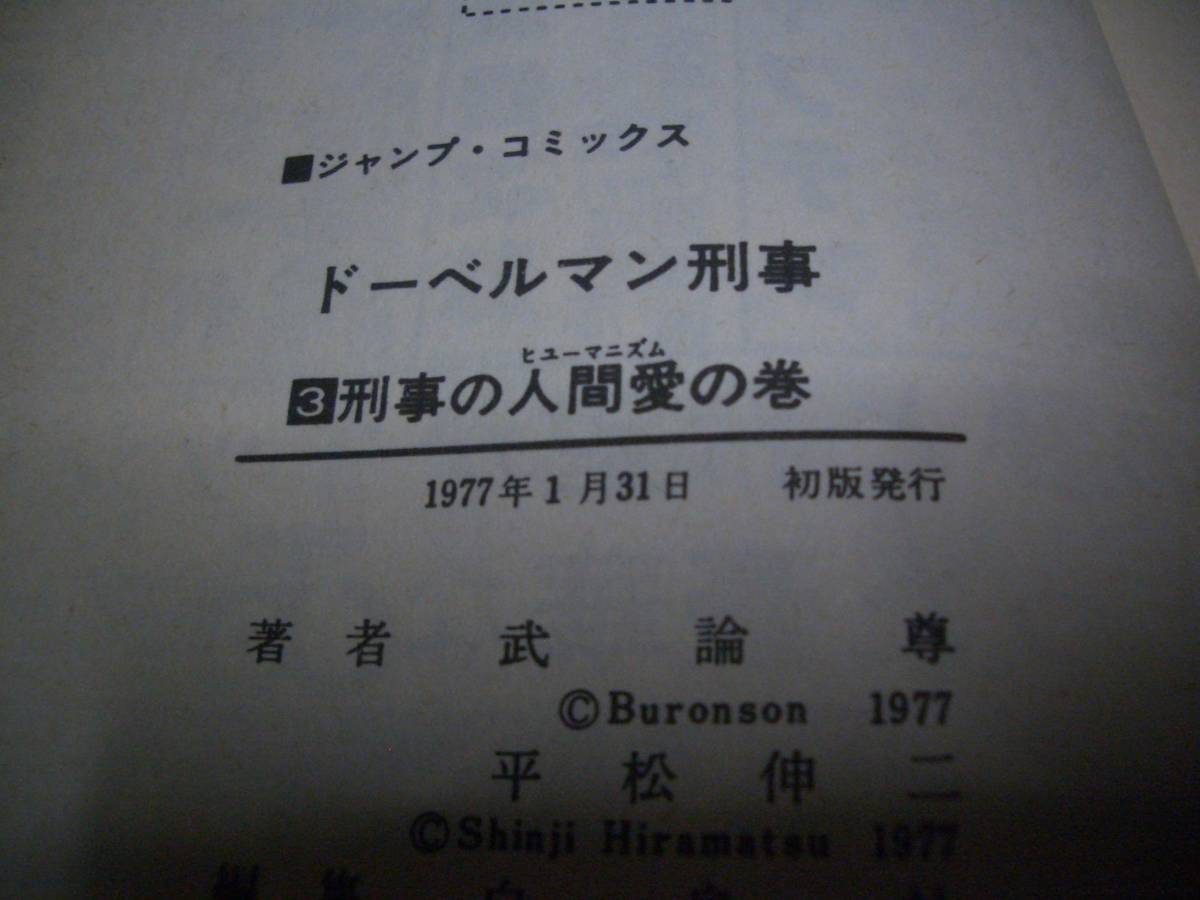 ■ジャンプ・コミックス
ドーベルマン刑事
ヒューマニズム
3刑事の人間愛の巻
1977年1月31日 初版発行
著者 武論尊
©Buronson 1977
平松伸二
©Shinji Hiramatsu 1977